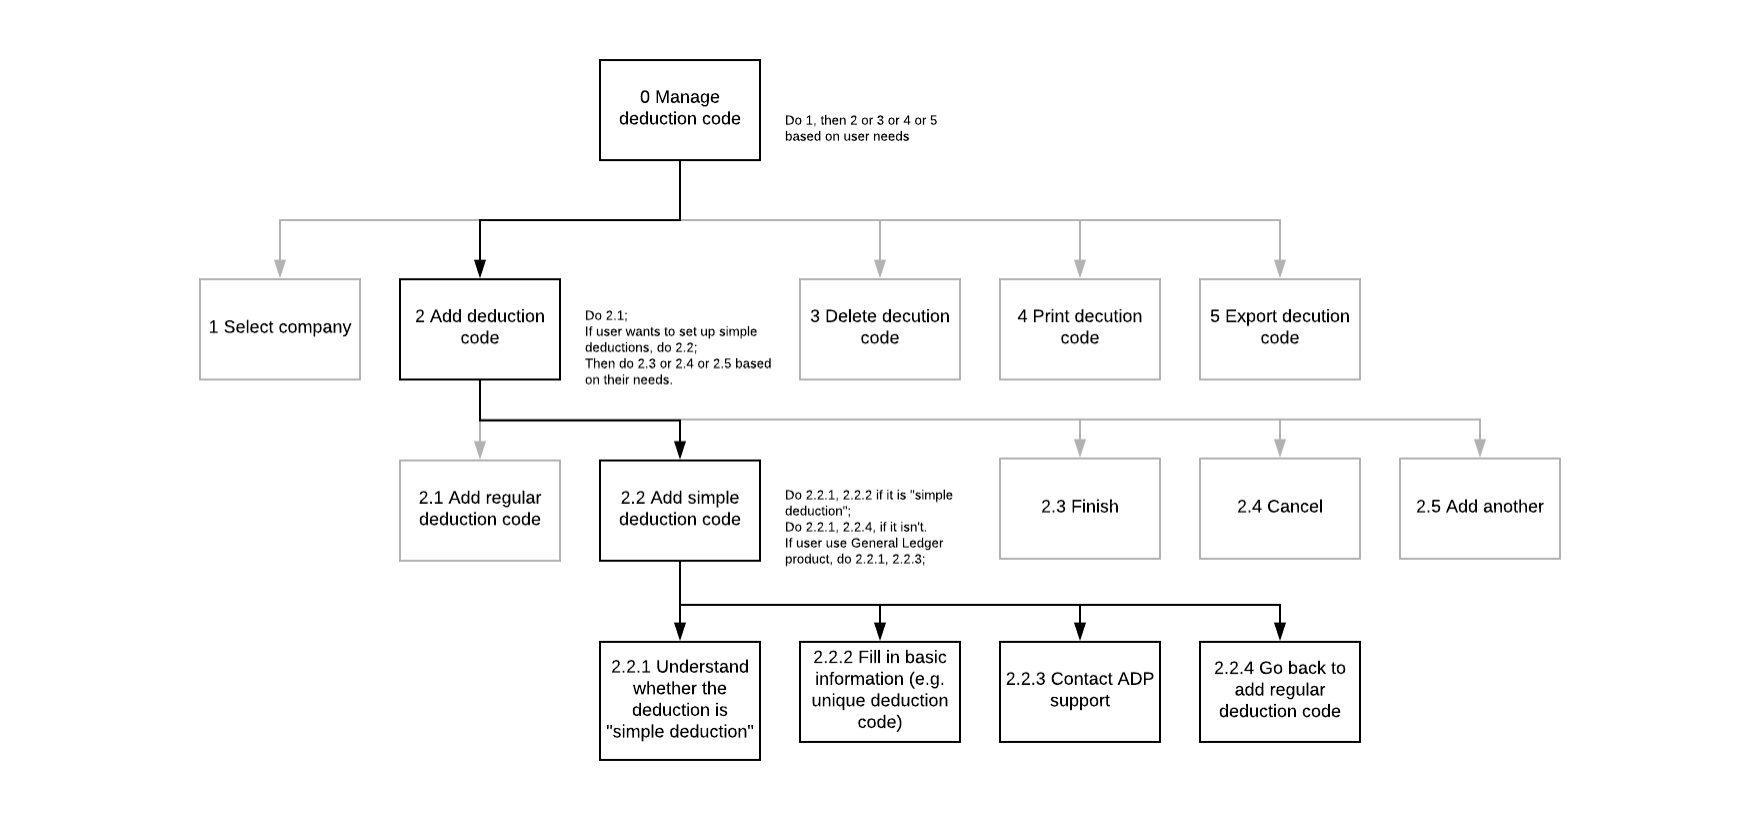 0 Manage
deduction code
Do 1, then 2 or 3 or 4 or 5
based on user needs
1 Select company
2 Add deduction
code
Do 2.1;
If user wants to set up simple
deductions, do 2.2;
Then do 2.3 or 2.4 or 2.5 based
on their needs.
3 Delete decution
code
4 Print decution
code
5 Export decution
code
2.1 Add regular
deduction code
2.2 Add simple
deduction code
Do 2.2.1, 2.2.2 if it is "simple
deduction";
Do 2.2.1, 2.2.4, if it isn't.
If user use General Ledger
product, do 2.2.1, 2.2.3;
2.3 Finish
2.4 Cancel
2.5 Add another
2.2.1 Understand
whether the
deduction is
"simple deduction"
2.2.2 Fill in basic
information (e.g.
unique deduction
code)
2.2.3 Contact ADP
support
2.2.4 Go back to
add regular
deduction code